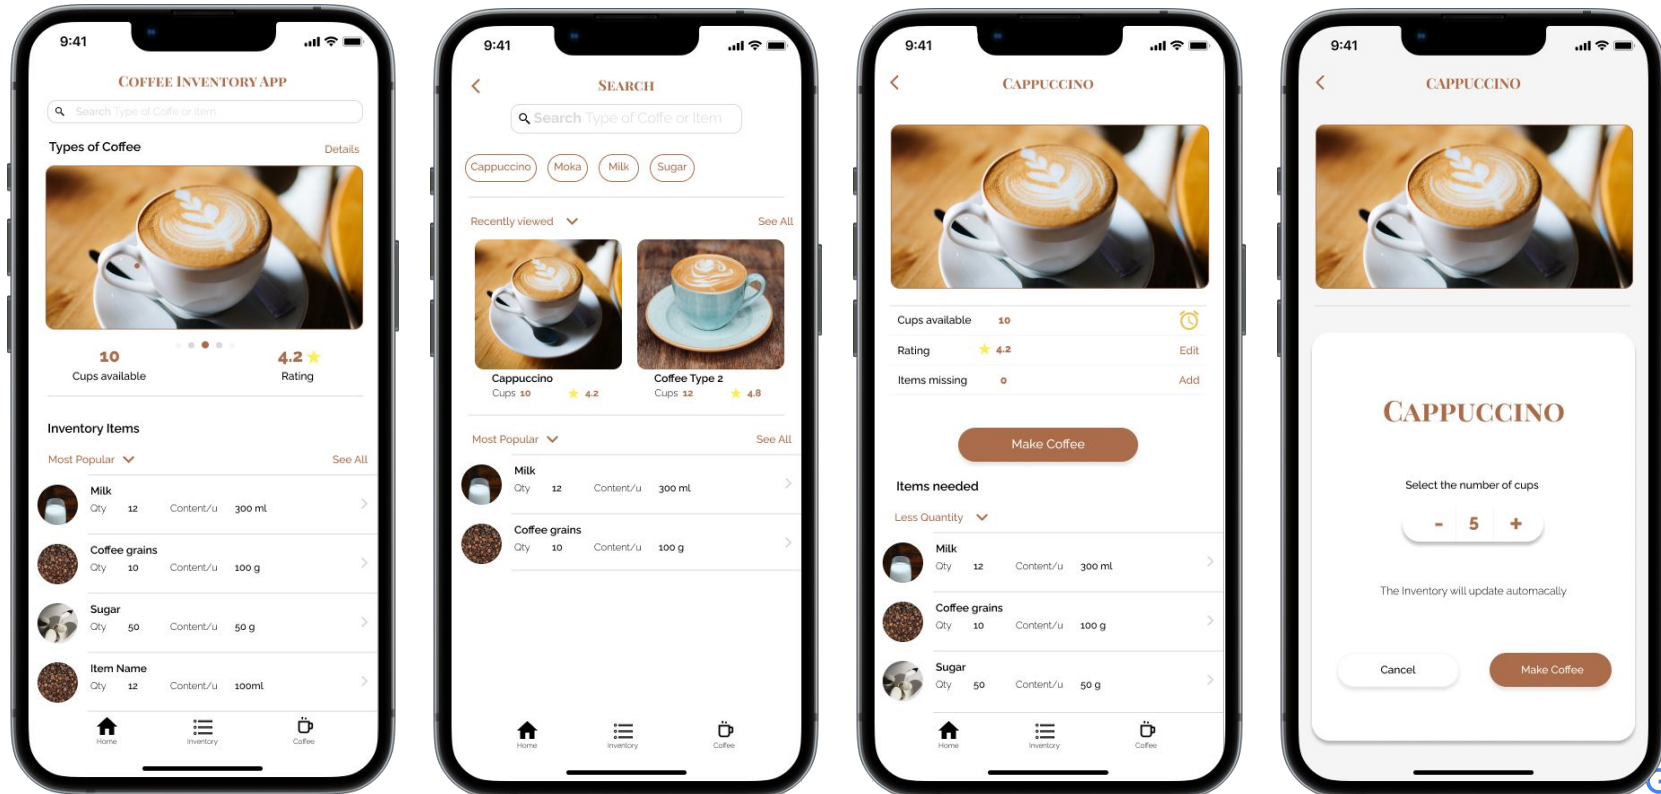 9:41
COFFEE INVENTORY APP
Search Type of Coffe or Item
Types of Coffee Details
10 4.2
Cups available Rating
Inventory Items
Most Popular See All
Milk
Qty 12 Content/u 300 ml
Coffee grains
Qty 10 Content/u 100 g
Sugar
Qty 50 Content/u 50 g
Item Name
Qty 12 Content/u 100ml
Home Inventory Coffee
9:41
SEARCH
Search Type of Coffe or Item
Cappuccino Moka Milk Sugar
Recently viewed See All
Cappuccino Coffee Type 2
Cups 10 4.2 Cups 12 4.8
Most Popular See All
Milk
Qty 12 Content/u 300 ml
Coffee grains
Qty 10 Content/u 100 g
Home Inventory Coffee
9:41
CAPPUCCINO
Cups available 10
Rating 4.2 Edit
Items missing 0 Add
Make Coffee
Items needed
Less Quantity
Milk
Qty 12 Content/u 300 ml
Coffee grains
Qty 10 Content/u 100 g
Sugar
Qty 50 Content/u 50 g
Home Inventory Coffee
9:41
CAPPUCCINO
CAPPUCCINO
Select the number of cups
- 5 +
The Inventory will update automacally
Cancel Make Coffee